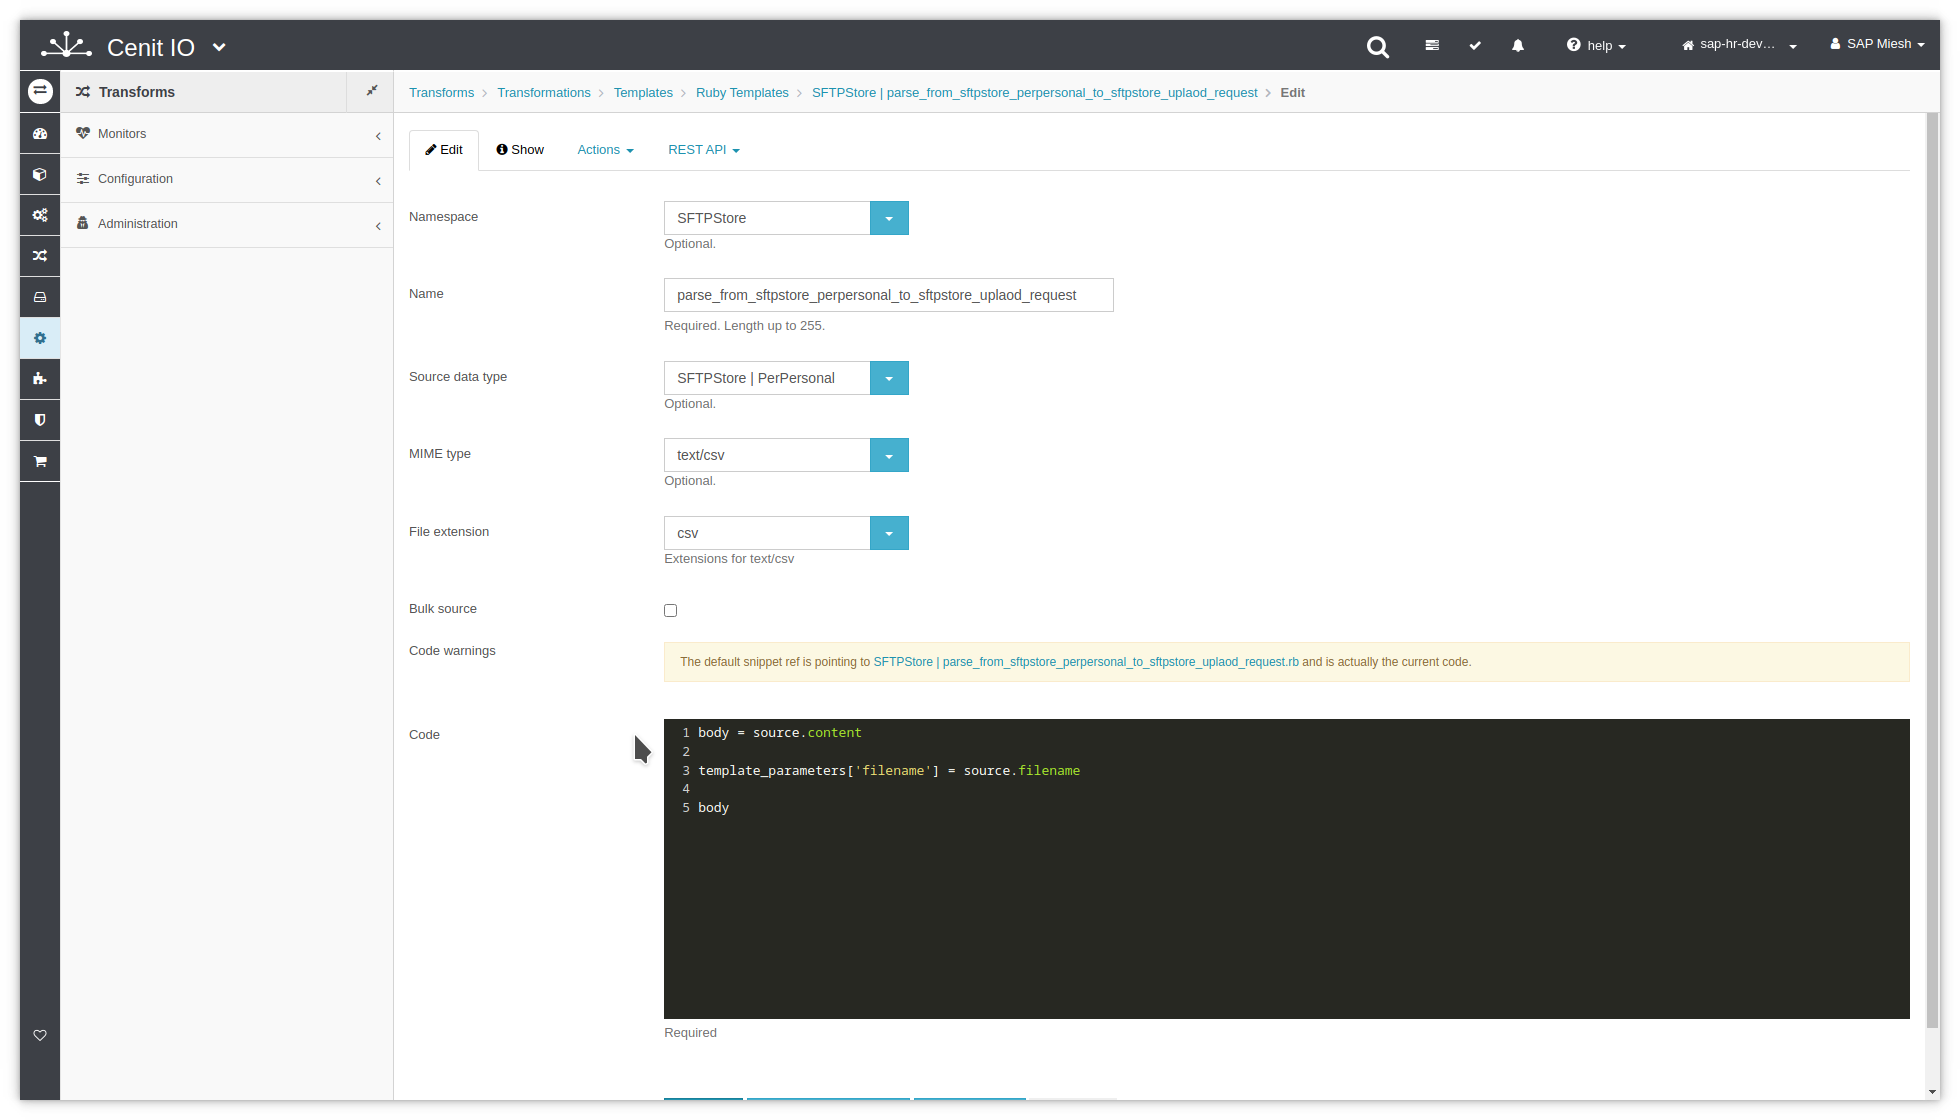 Cenit IO
help
sap-hr-dev...
SAP Miesh
Transforms
Transforms
Transformations
Templates
Ruby Templates
SFTPStore | parse_from_sftpstore_perpersonal_to_sftpstore_uplaod_request
Edit
Monitors
Configuration
Administration
Edit
Show
Actions
REST API
Namespace
SFTPStore
Optional.
Name
parse_from_sftpstore_perpersonal_to_sftpstore_uplaod_request
Required. Length up to 255.
Source data type
SFTPStore | PerPersonal
Optional.
MIME type
text/csv
Optional.
File extension
csv
Extensions for text/csv
Bulk source
Code warnings
The default snippet ref is pointing to SFTPStore | parse_from_sftpstore_perpersonal_to_sftpstore_uplaod_request.rb and is actually the current code.
Code
1 body = source.content
2
3 template_parameters['filename'] = source.filename
4
5 body
Required